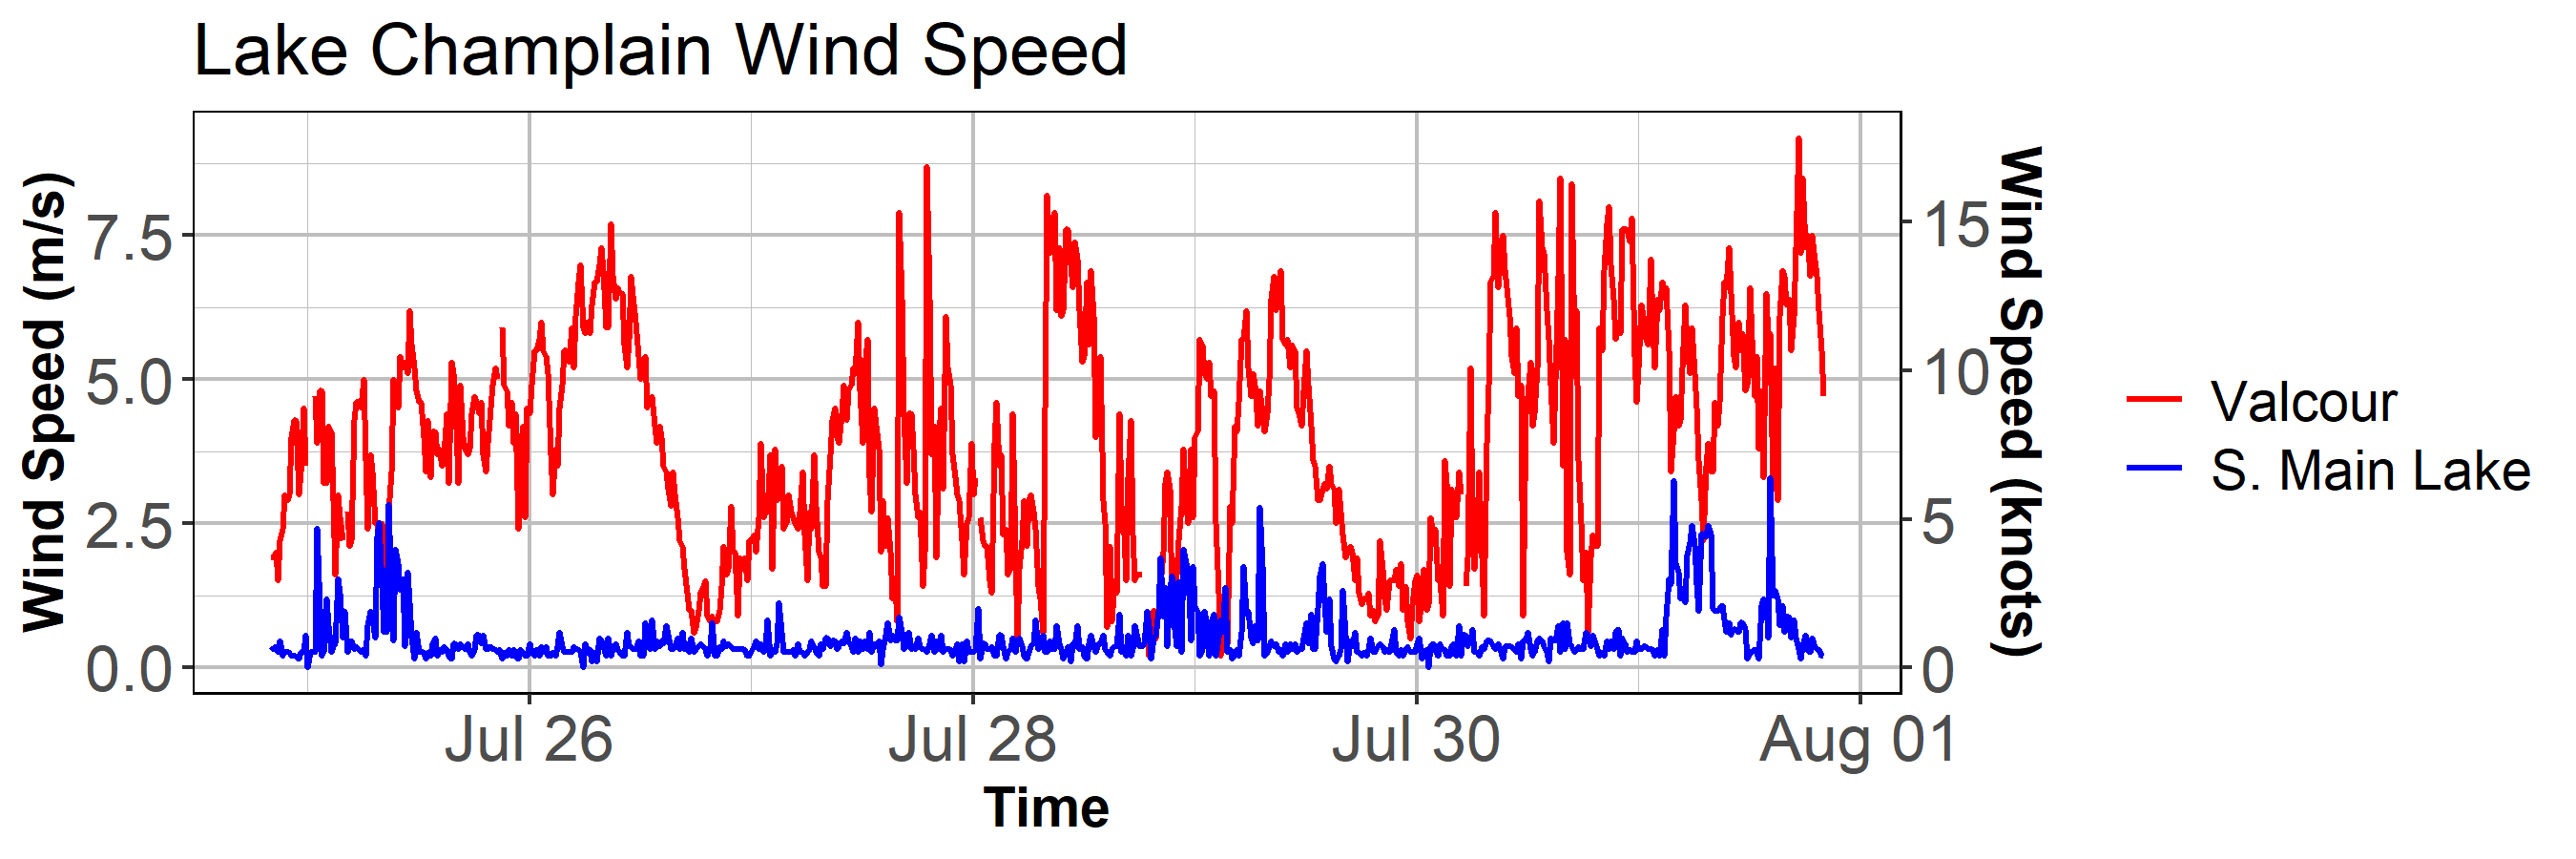 Lake Champlain Wind Speed
Wind Speed (m/s)
7.5
5.0
2.5
0.0
15
10
5
0
Wind Speed (knots)
Jul 26
Jul 28
Jul 30
Aug 01
Time
Valcour
S. Main Lake